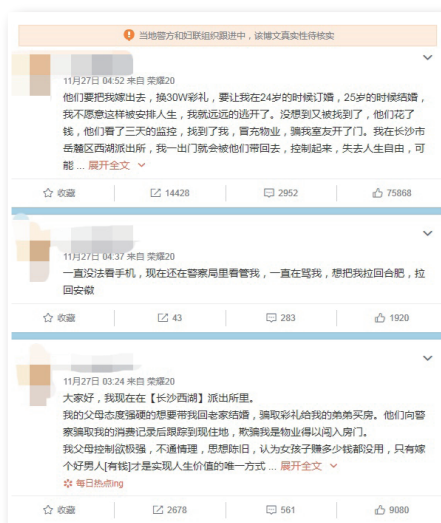 当地警方和妇联组织跟进中，该博文真实性待核实
11月27日 04:52 来自 荣耀20
他们要把我嫁出去，换30W彩礼，要让我在24岁的时候订婚，25岁的时候结婚，
我不愿意这样被安排人生，我就远远的逃开了。没想到又被找到了，他们花了
钱，他们看了三天的监控，找到了我，冒充物业，骗我室友开了门。我在长沙市
岳麓区西湖派出所，我一出门就会被他们带回去，控制起来，失去人生自由，可
能 ... 展开全文
收藏 14428 2952 75868
11月27日 04:37 来自 荣耀20
一直没法看手机，现在还在警察局里看管我，一直在骂我，想把我拉回合肥，拉
回安徽
收藏 43 283 1920
11月27日 03:24 来自 荣耀20
大家好，我现在在【长沙西湖】派出所里。
我的父母态度强硬的想要带我回老家结婚，骗取彩礼给我的弟弟买房。他们向警
察骗取我的消费记录后跟踪到现住地，欺骗我是物业得以闯入房门。
我父母控制欲极强，不通情理，思想陈旧，认为女孩子赚多少钱都没用，只有嫁
个好男人[有钱]才是实现人生价值的唯一方式 ... 展开全文
每日热点ing
收藏 2678 561 9080